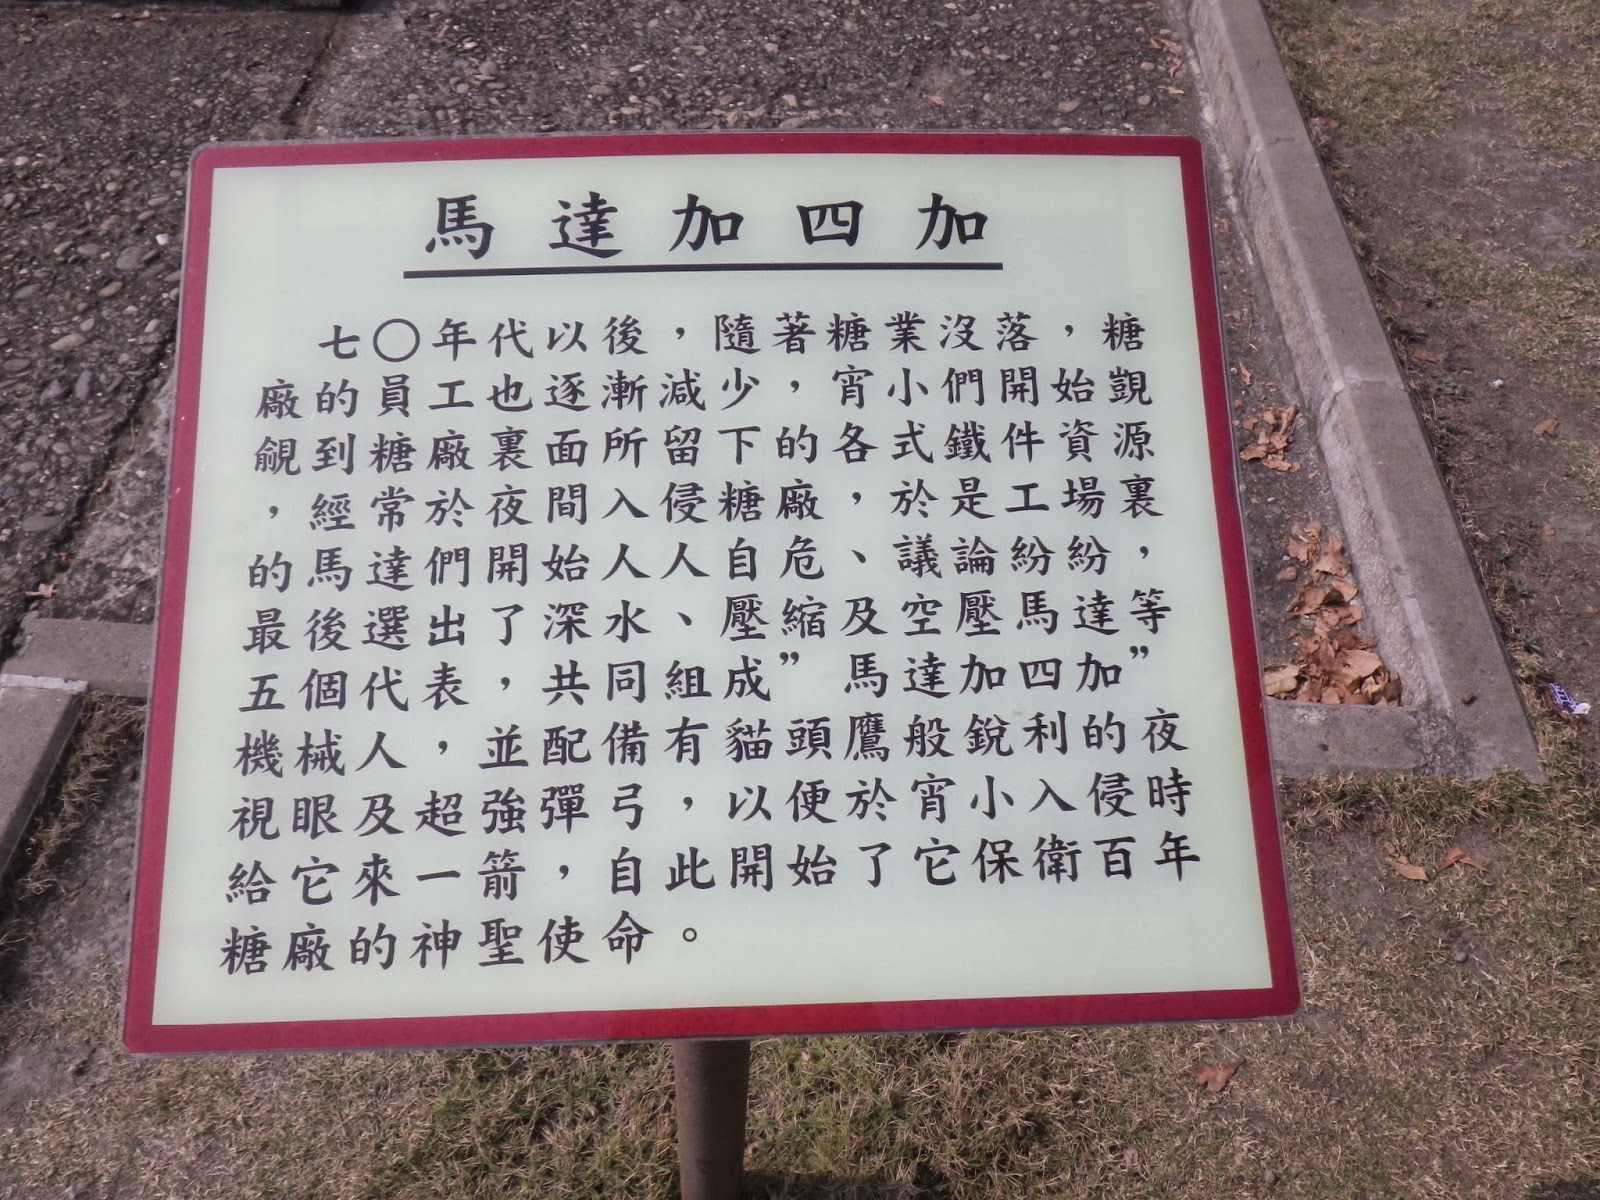 馬達加四加
七〇年代以後，隨著糖業沒落，糖
廠的員工也逐漸減少，宵小們開始覬
覦到糖廠裏面所留下的各式鐵件資源
，經常於夜間入侵糖廠，於是工場裏
的馬達們開始人人自危、議論紛紛，
最後選出了深水、壓縮及空壓馬達等
五個代表，共同組成”馬達加四加”
機械人，並配備有貓頭鷹般銳利的夜
視眼及超強彈弓，以便於宵小入侵時
給它來一箭，自此開始了它保衛百年
糖廠的神聖使命。